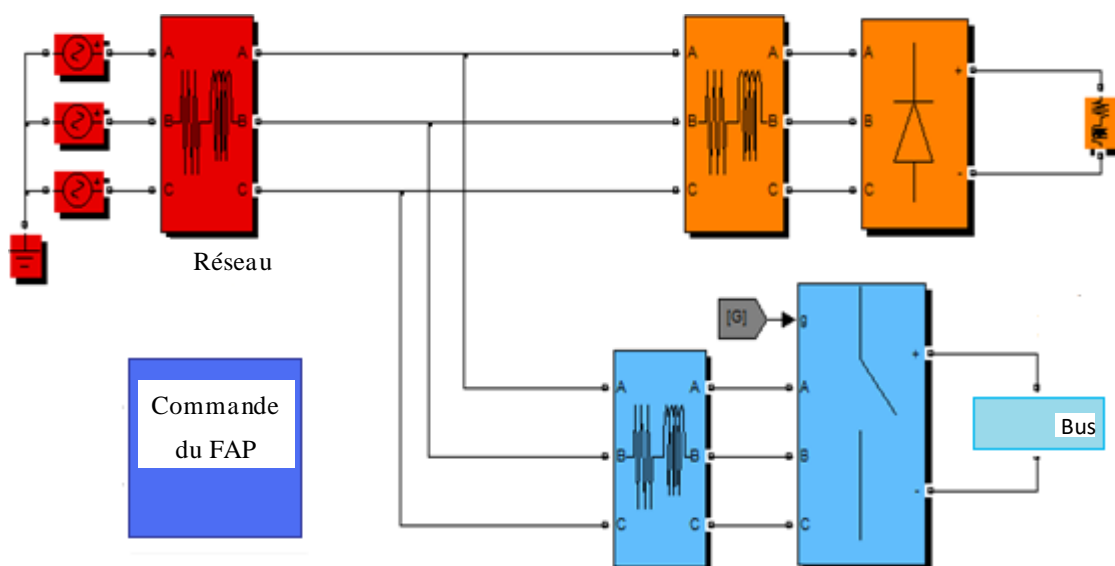 A A A A A
+
B B B B
C C C C C
-
Réseau
[G] g
+
Commande
du FAP
A A A
Bus
B B B
-
C C C